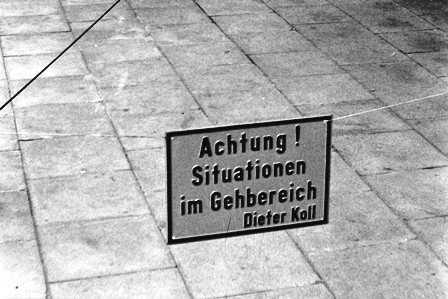 Achtung !
Situationen
im Gehbereich
Dieter Koll